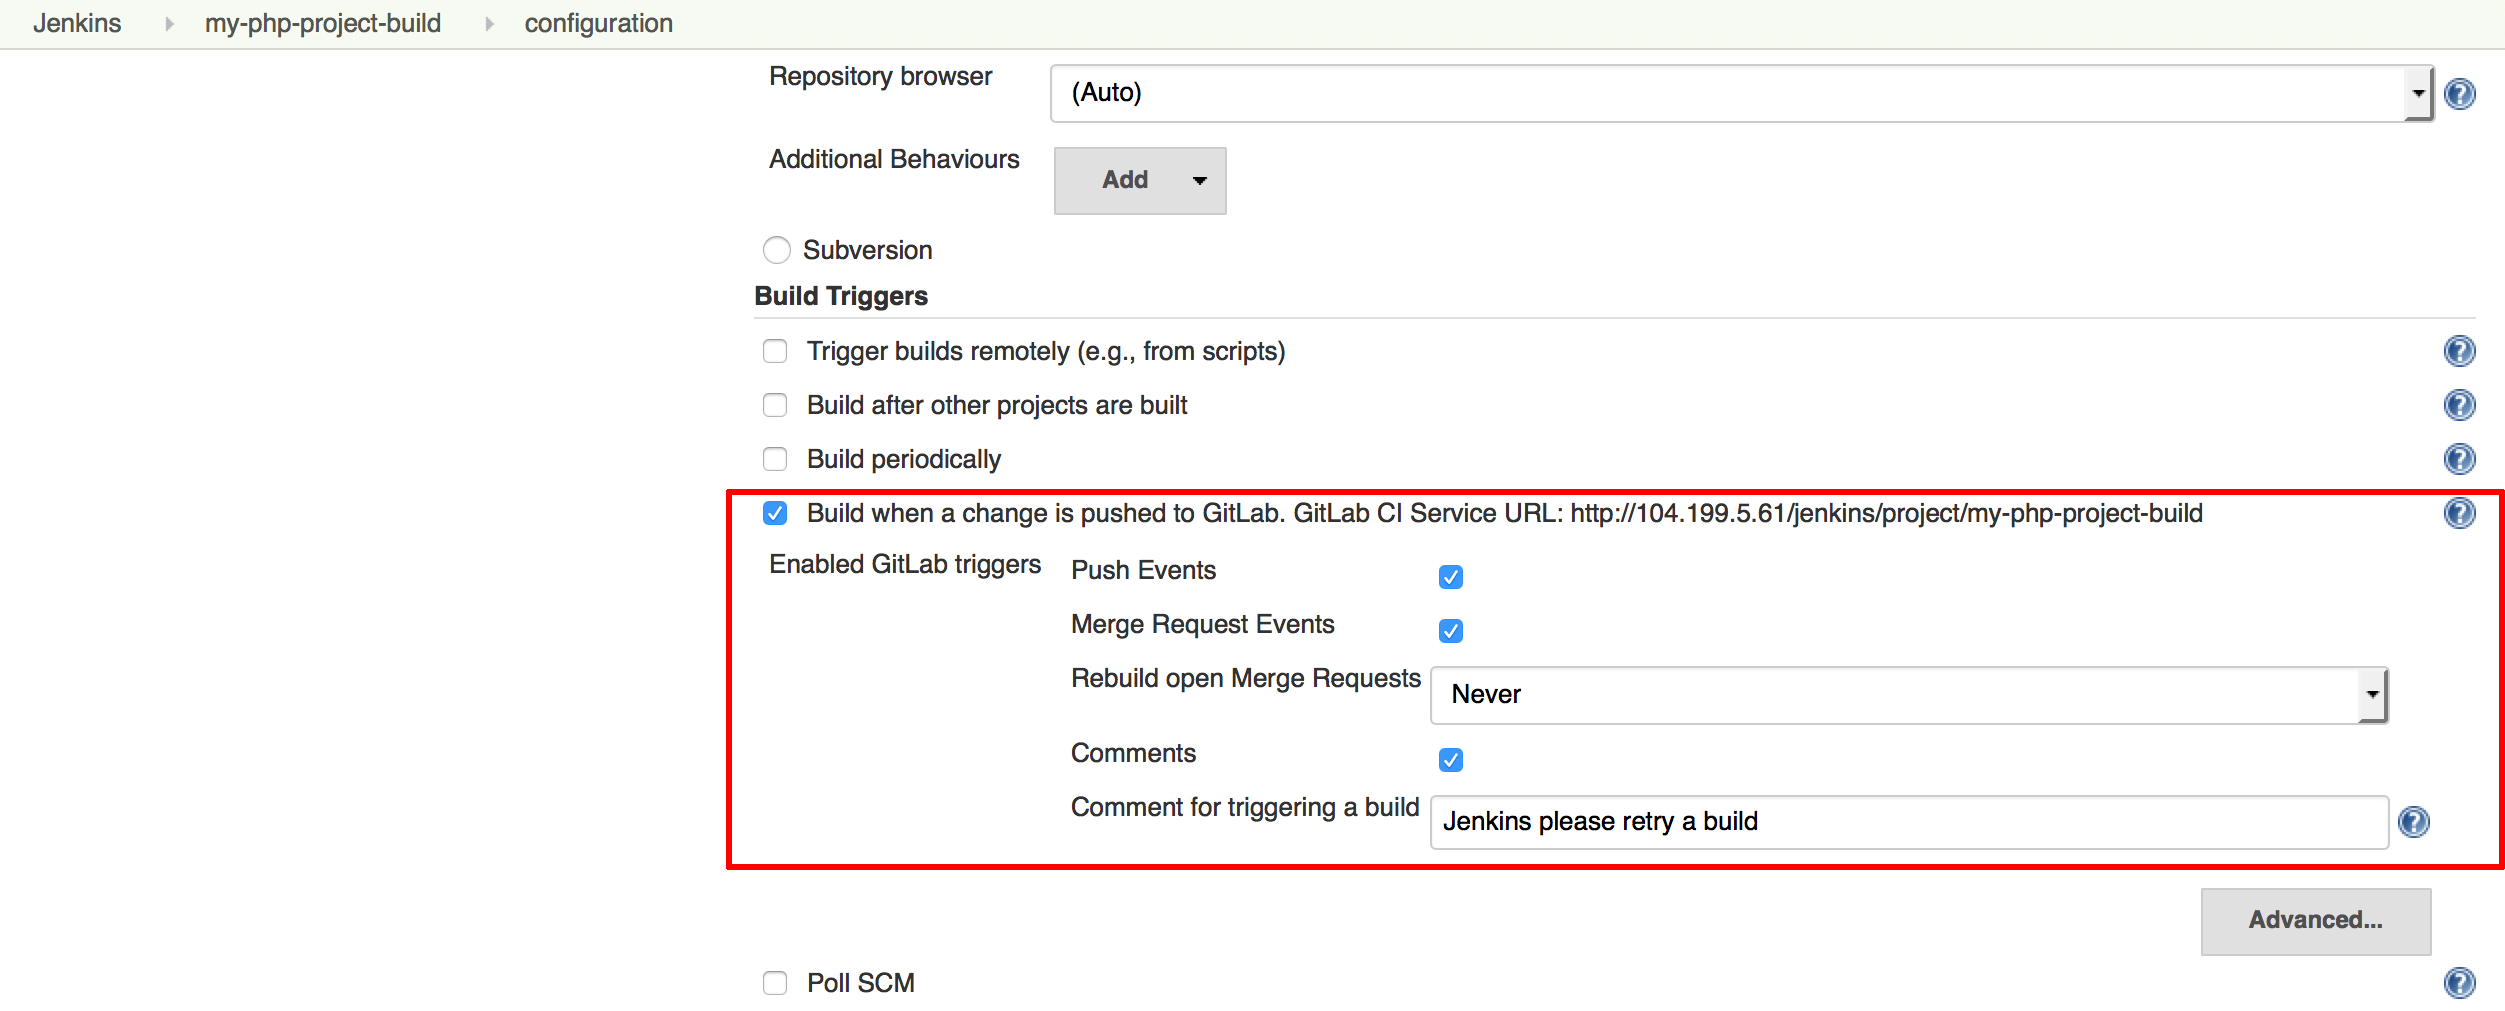 Jenkins my-php-project-build configuration
Repository browser (Auto)
Additional Behaviours Add
Subversion
Build Triggers
Trigger builds remotely (e.g., from scripts)
Build after other projects are built
Build periodically
Build when a change is pushed to GitLab. GitLab CI Service URL: http://104.199.5.61/jenkins/project/my-php-project-build
Enabled GitLab triggers Push Events
Merge Request Events
Rebuild open Merge Requests Never
Comments
Comment for triggering a build Jenkins please retry a build
Advanced...
Poll SCM